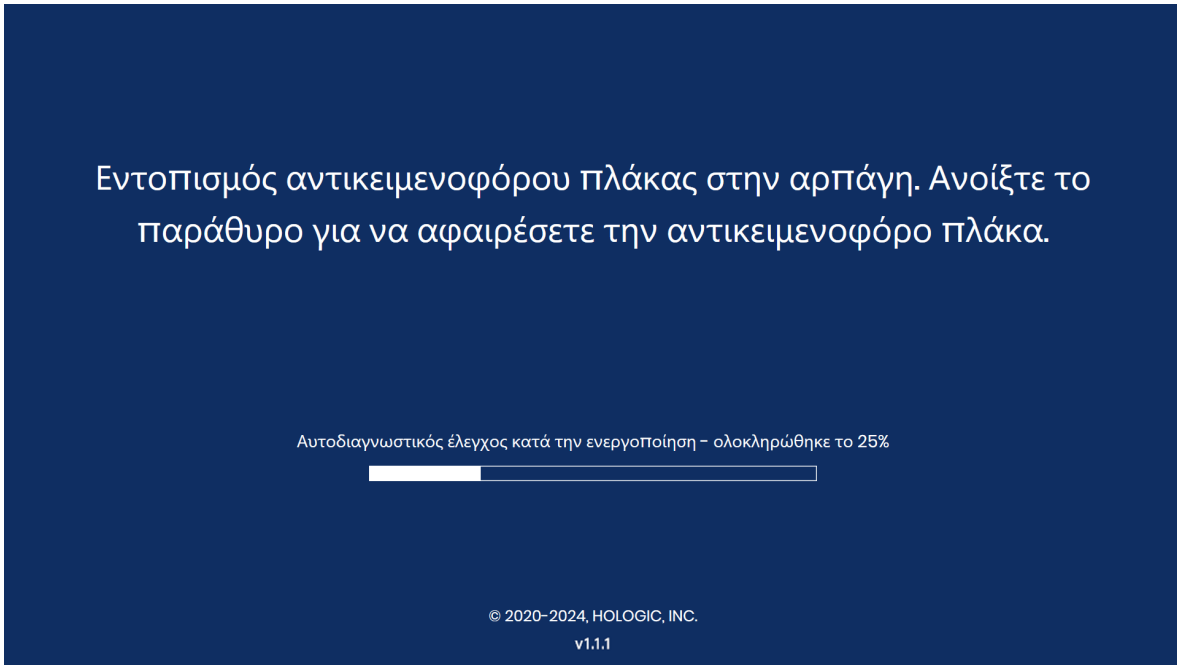 Εντοπισμός αντικειμενοφόρου πλάκας στην αρπάγη. Ανοίξτε το
παράθυρο για να αφαιρέσετε την αντικειμενοφόρο πλάκα.
Αυτοδιαγνωστικός έλεγχος κατά την ενεργοποίηση - ολοκληρώθηκε το 25%
© 2020-2024, HOLOGIC, INC.
v1.1.1